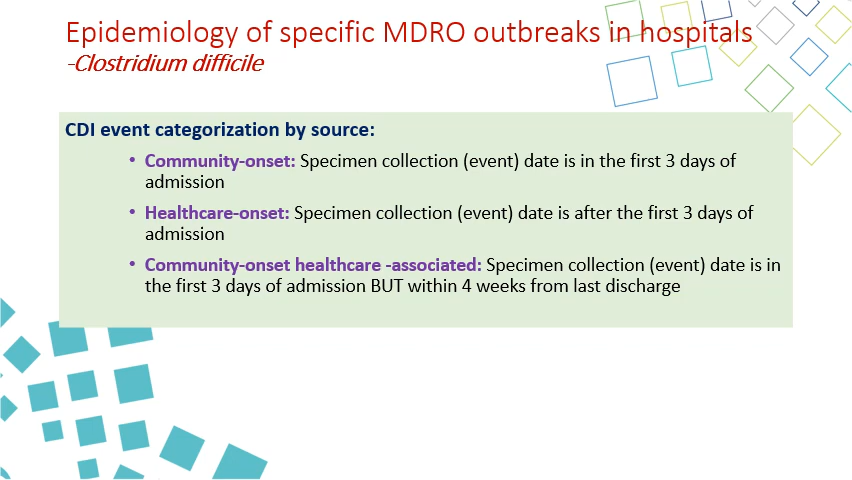 Epidemiology of specific MDRO outbreaks in hospitals
-Clostridium difficile
CDI event categorization by source:
• Community-onset: Specimen collection (event) date is in the first 3 days of
admission
• Healthcare-onset: Specimen collection (event) date is after the first 3 days of
admission
• Community-onset healthcare -associated: Specimen collection (event) date is in
the first 3 days of admission BUT within 4 weeks from last discharge